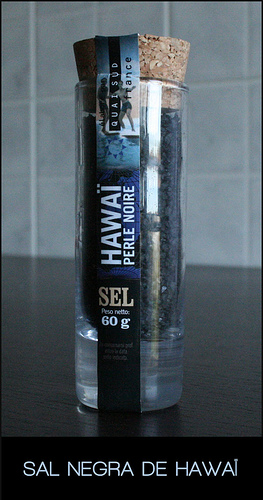 QUAI SUD
france
HAWAÏ
PERLE NOIRE
SEL
Peso netto:
60 g
SAL NEGRA DE HAWAÏ